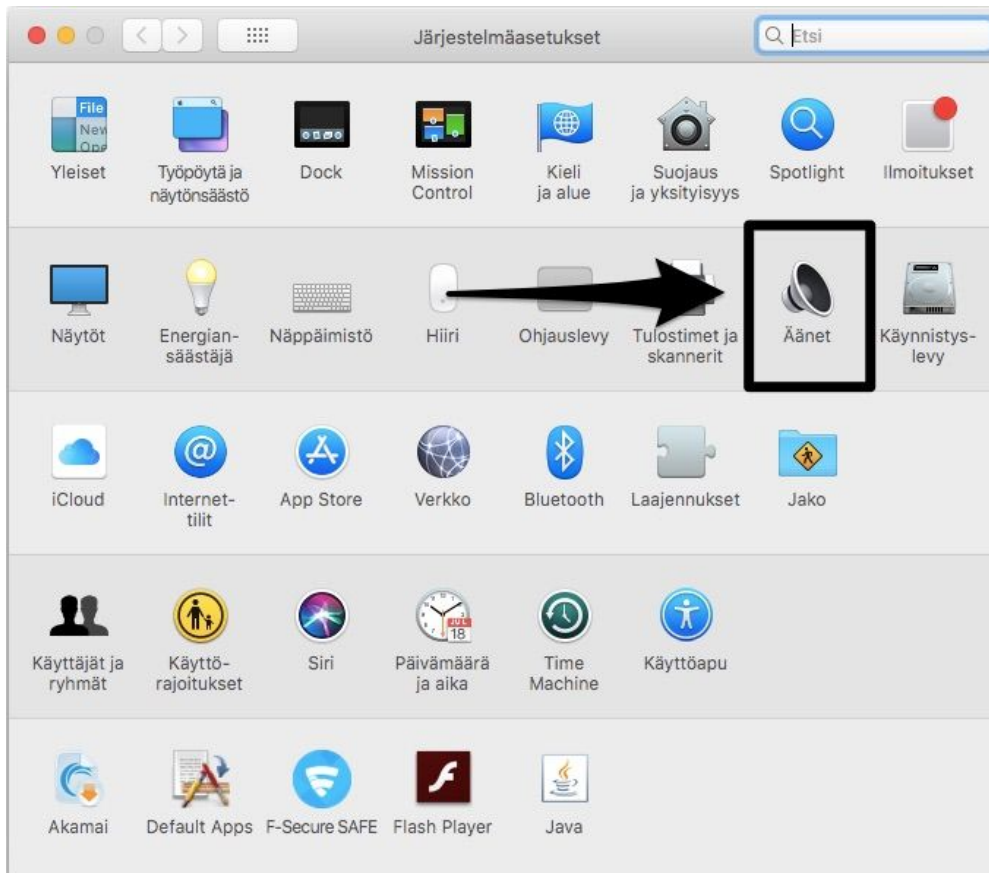 Järjestelmäasetukset
Etsi
File
New
Ope
Yleiset
Työpöytä ja
näytönsäästö
Dock
Mission
Control
Kieli
ja alue
Suojaus
ja yksityisyys
Spotlight
Ilmoitukset
Näytöt
Energian-
säästäjä
Näppäimistö
Hiiri
Ohjauslevy
Tulostimet ja
skannerit
Äänet
Käynnistys-
levy
iCloud
@
Internet-
tilit
App Store
Verkko
Bluetooth
Laajennukset
Jako
Käyttäjät ja
ryhmät
Käyttö-
rajoitukset
Siri
JUL
18
Päivämäärä
ja aika
Time
Machine
Käyttöapu
Akamai
Default Apps
F-Secure SAFE
Flash Player
Java